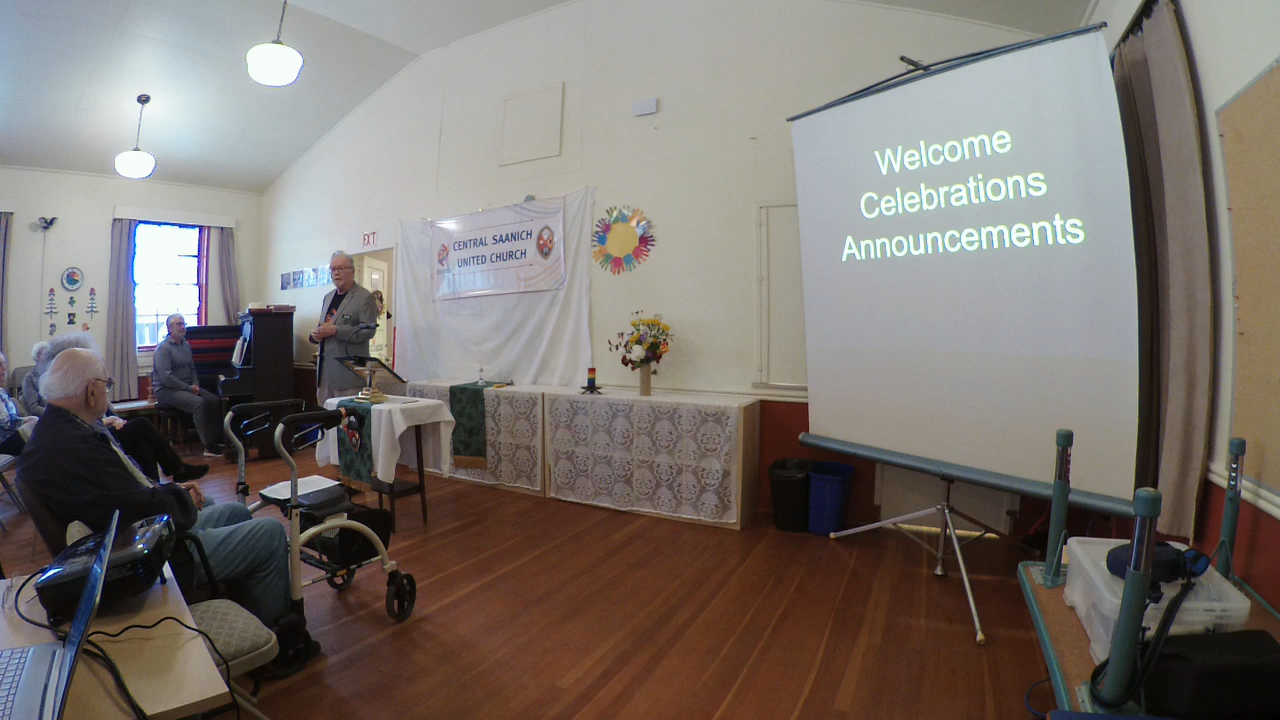 EXIT
CENTRAL SAANICH
UNITED CHURCH
Welcome
Celebrations
Announcements